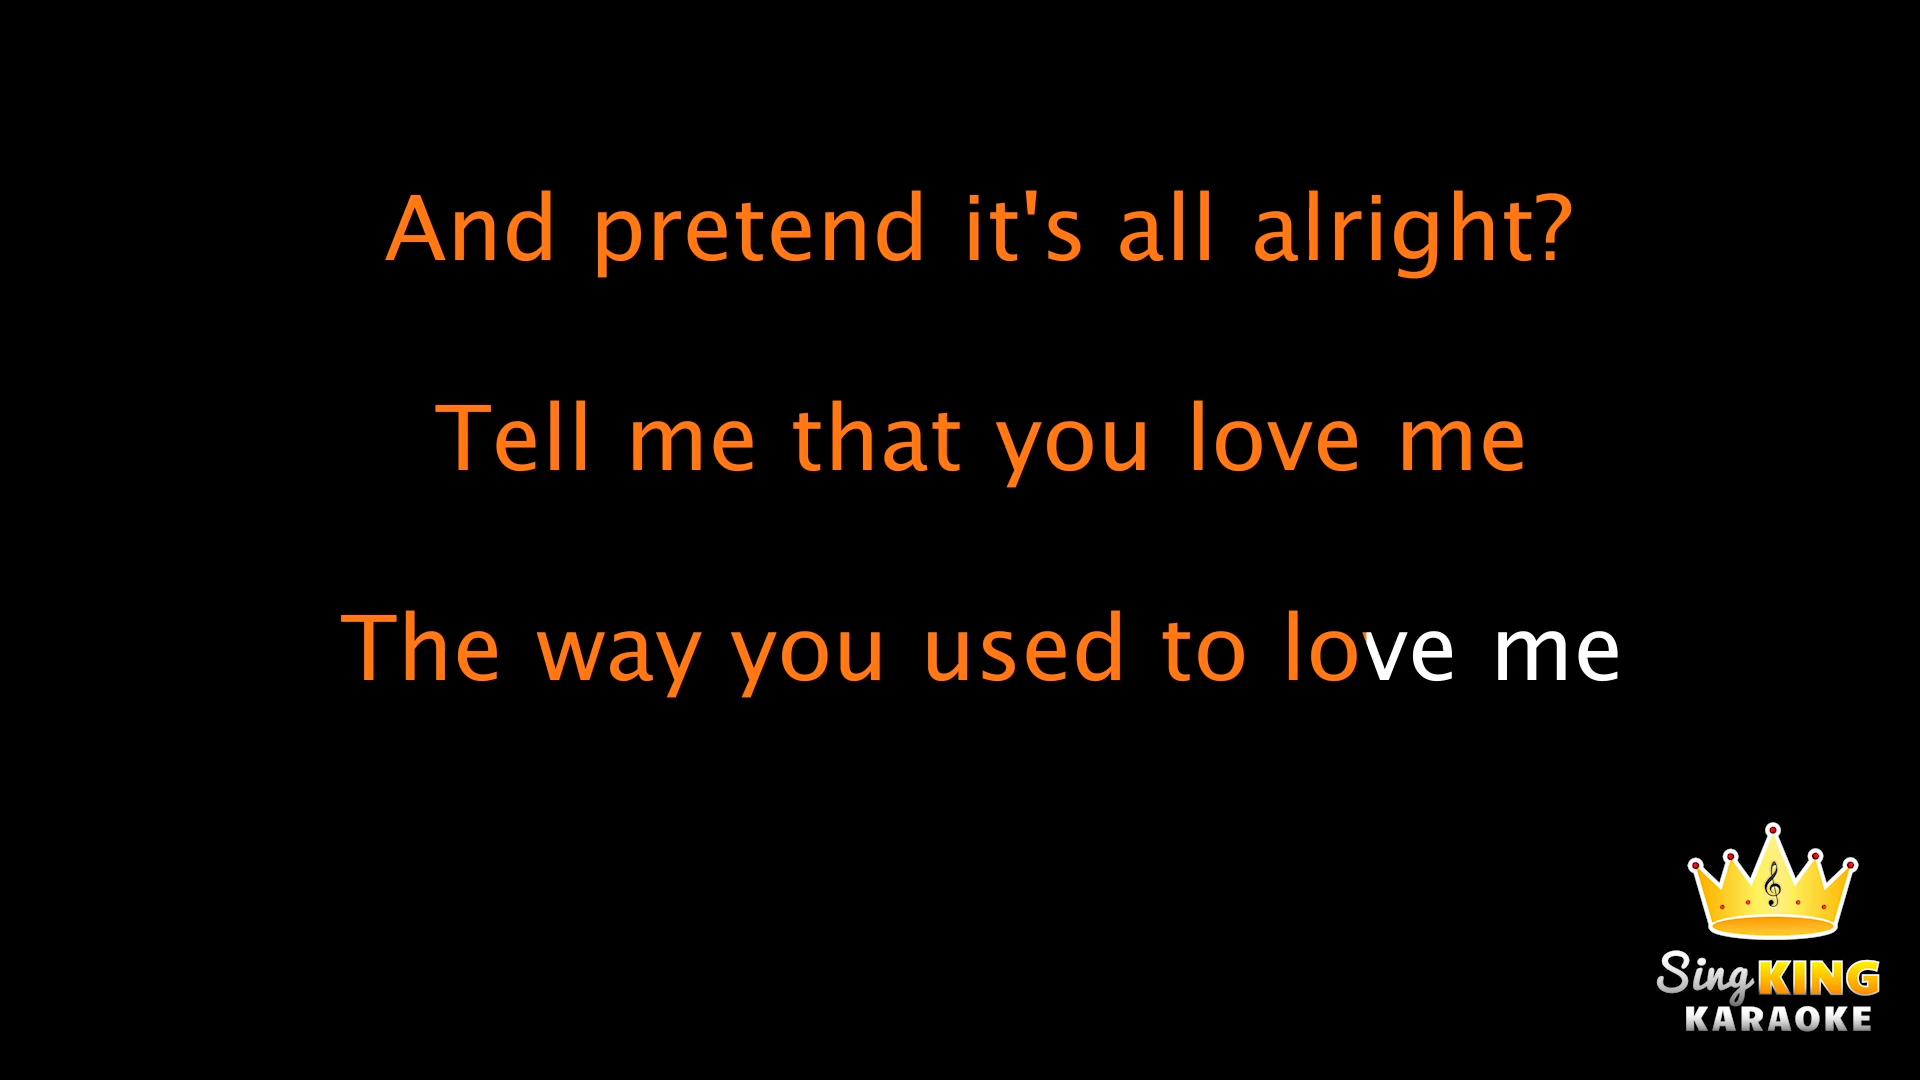 And pretend it's all alright?
Tell me that you love me
The way you used to love me
Sing KING
KARAOKE